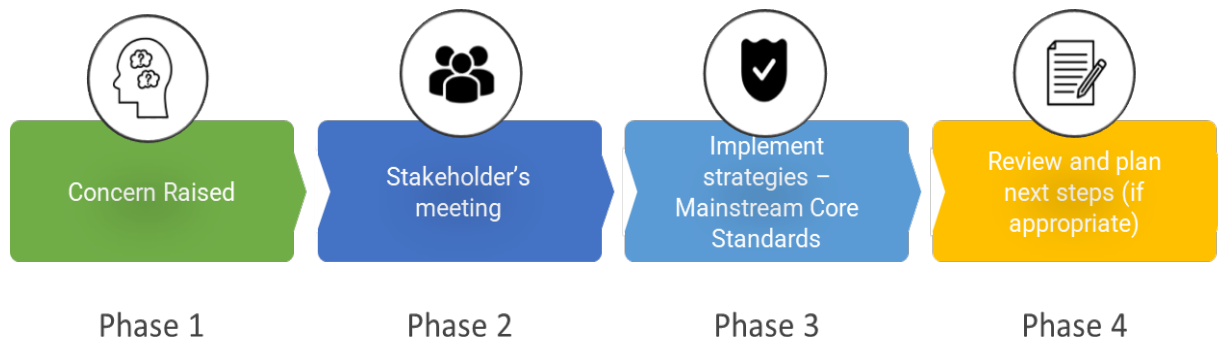 Concern Raised
Stakeholder’s
meeting
Implement
strategies –
Mainstream Core
Standards
Review and plan
next steps (if
appropriate)
Phase 1
Phase 2
Phase 3
Phase 4